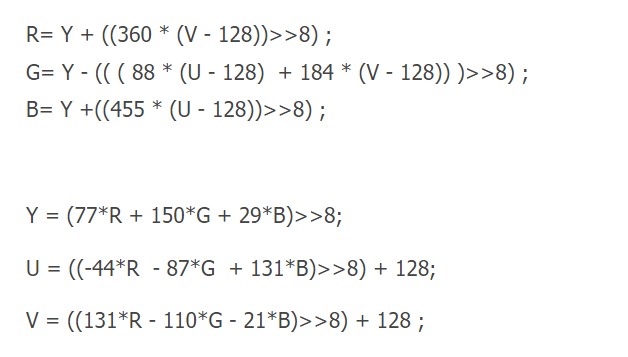 R= Y + ((360 * (V - 128))>>8) ;
G= Y - (( ( 88 * (U - 128)  + 184 * (V - 128)) )>>8) ;
B= Y +((455 * (U - 128))>>8) ;
Y = (77*R + 150*G + 29*B)>>8;
U = ((-44*R  - 87*G  + 131*B)>>8) + 128;
V = ((131*R - 110*G - 21*B)>>8) + 128 ;